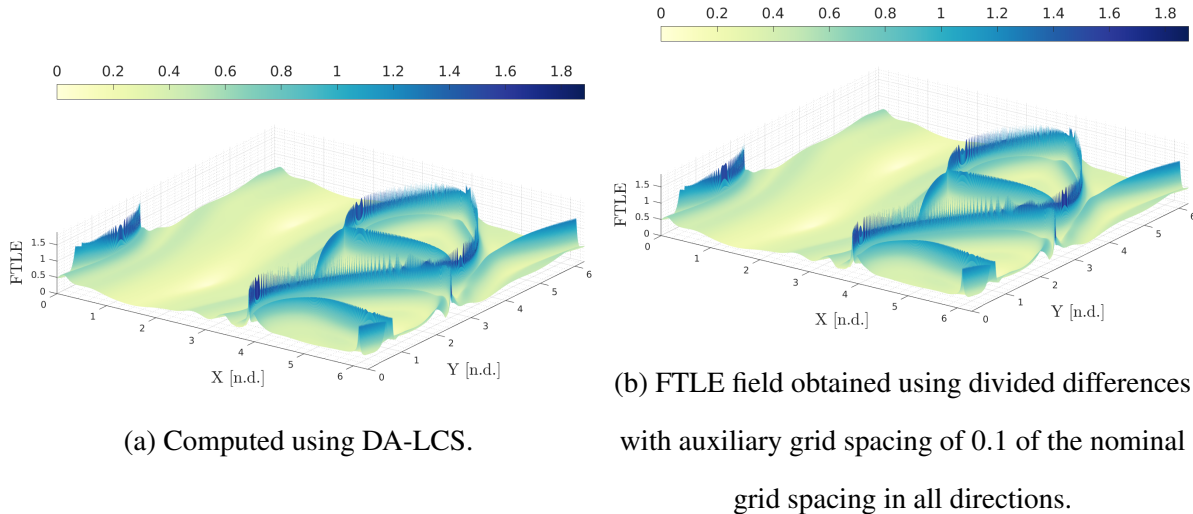 0 0.2 0.4 0.6 0.8 1 1.2 1.4 1.6 1.8
FTLE
1.5
1
0.5
0
0 1 2 3 4 5 6
X [n.d.]
0 1 2 3 4 5 6
Y [n.d.]
(a) Computed using DA-LCS.
0 0.2 0.4 0.6 0.8 1 1.2 1.4 1.6 1.8
FTLE
1.5
1
0.5
0
0 1 2 3 4 5 6
X [n.d.]
0 1 2 3 4 5 6
Y [n.d.]
(b) FTLE field obtained using divided differences
with auxiliary grid spacing of 0.1 of the nominal
grid spacing in all directions.